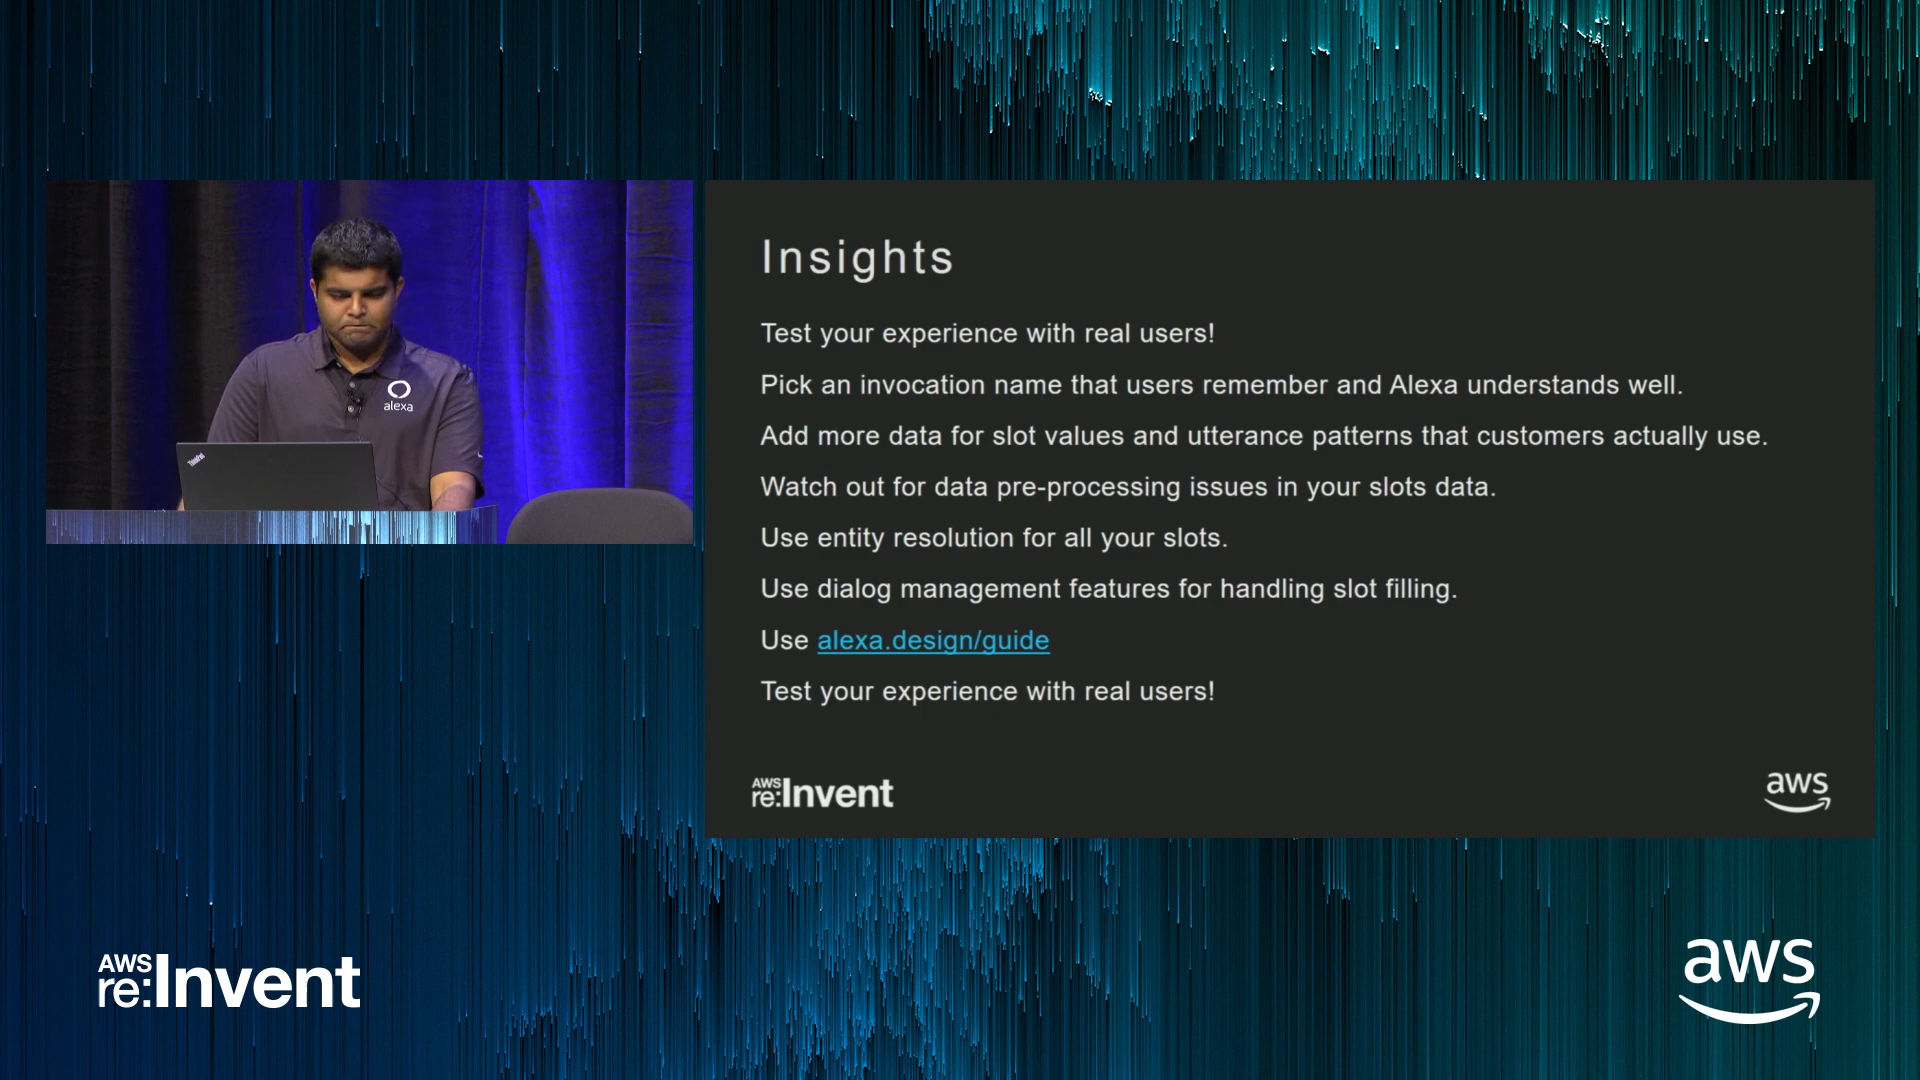 alexa
ThinkPad
Insights
Test your experience with real users!
Pick an invocation name that users remember and Alexa understands well.
Add more data for slot values and utterance patterns that customers actually use.
Watch out for data pre-processing issues in your slots data.
Use entity resolution for all your slots.
Use dialog management features for handling slot filling.
Use alexa.design/guide
Test your experience with real users!
AWS
re:Invent
aws
AWS
re:Invent
aws